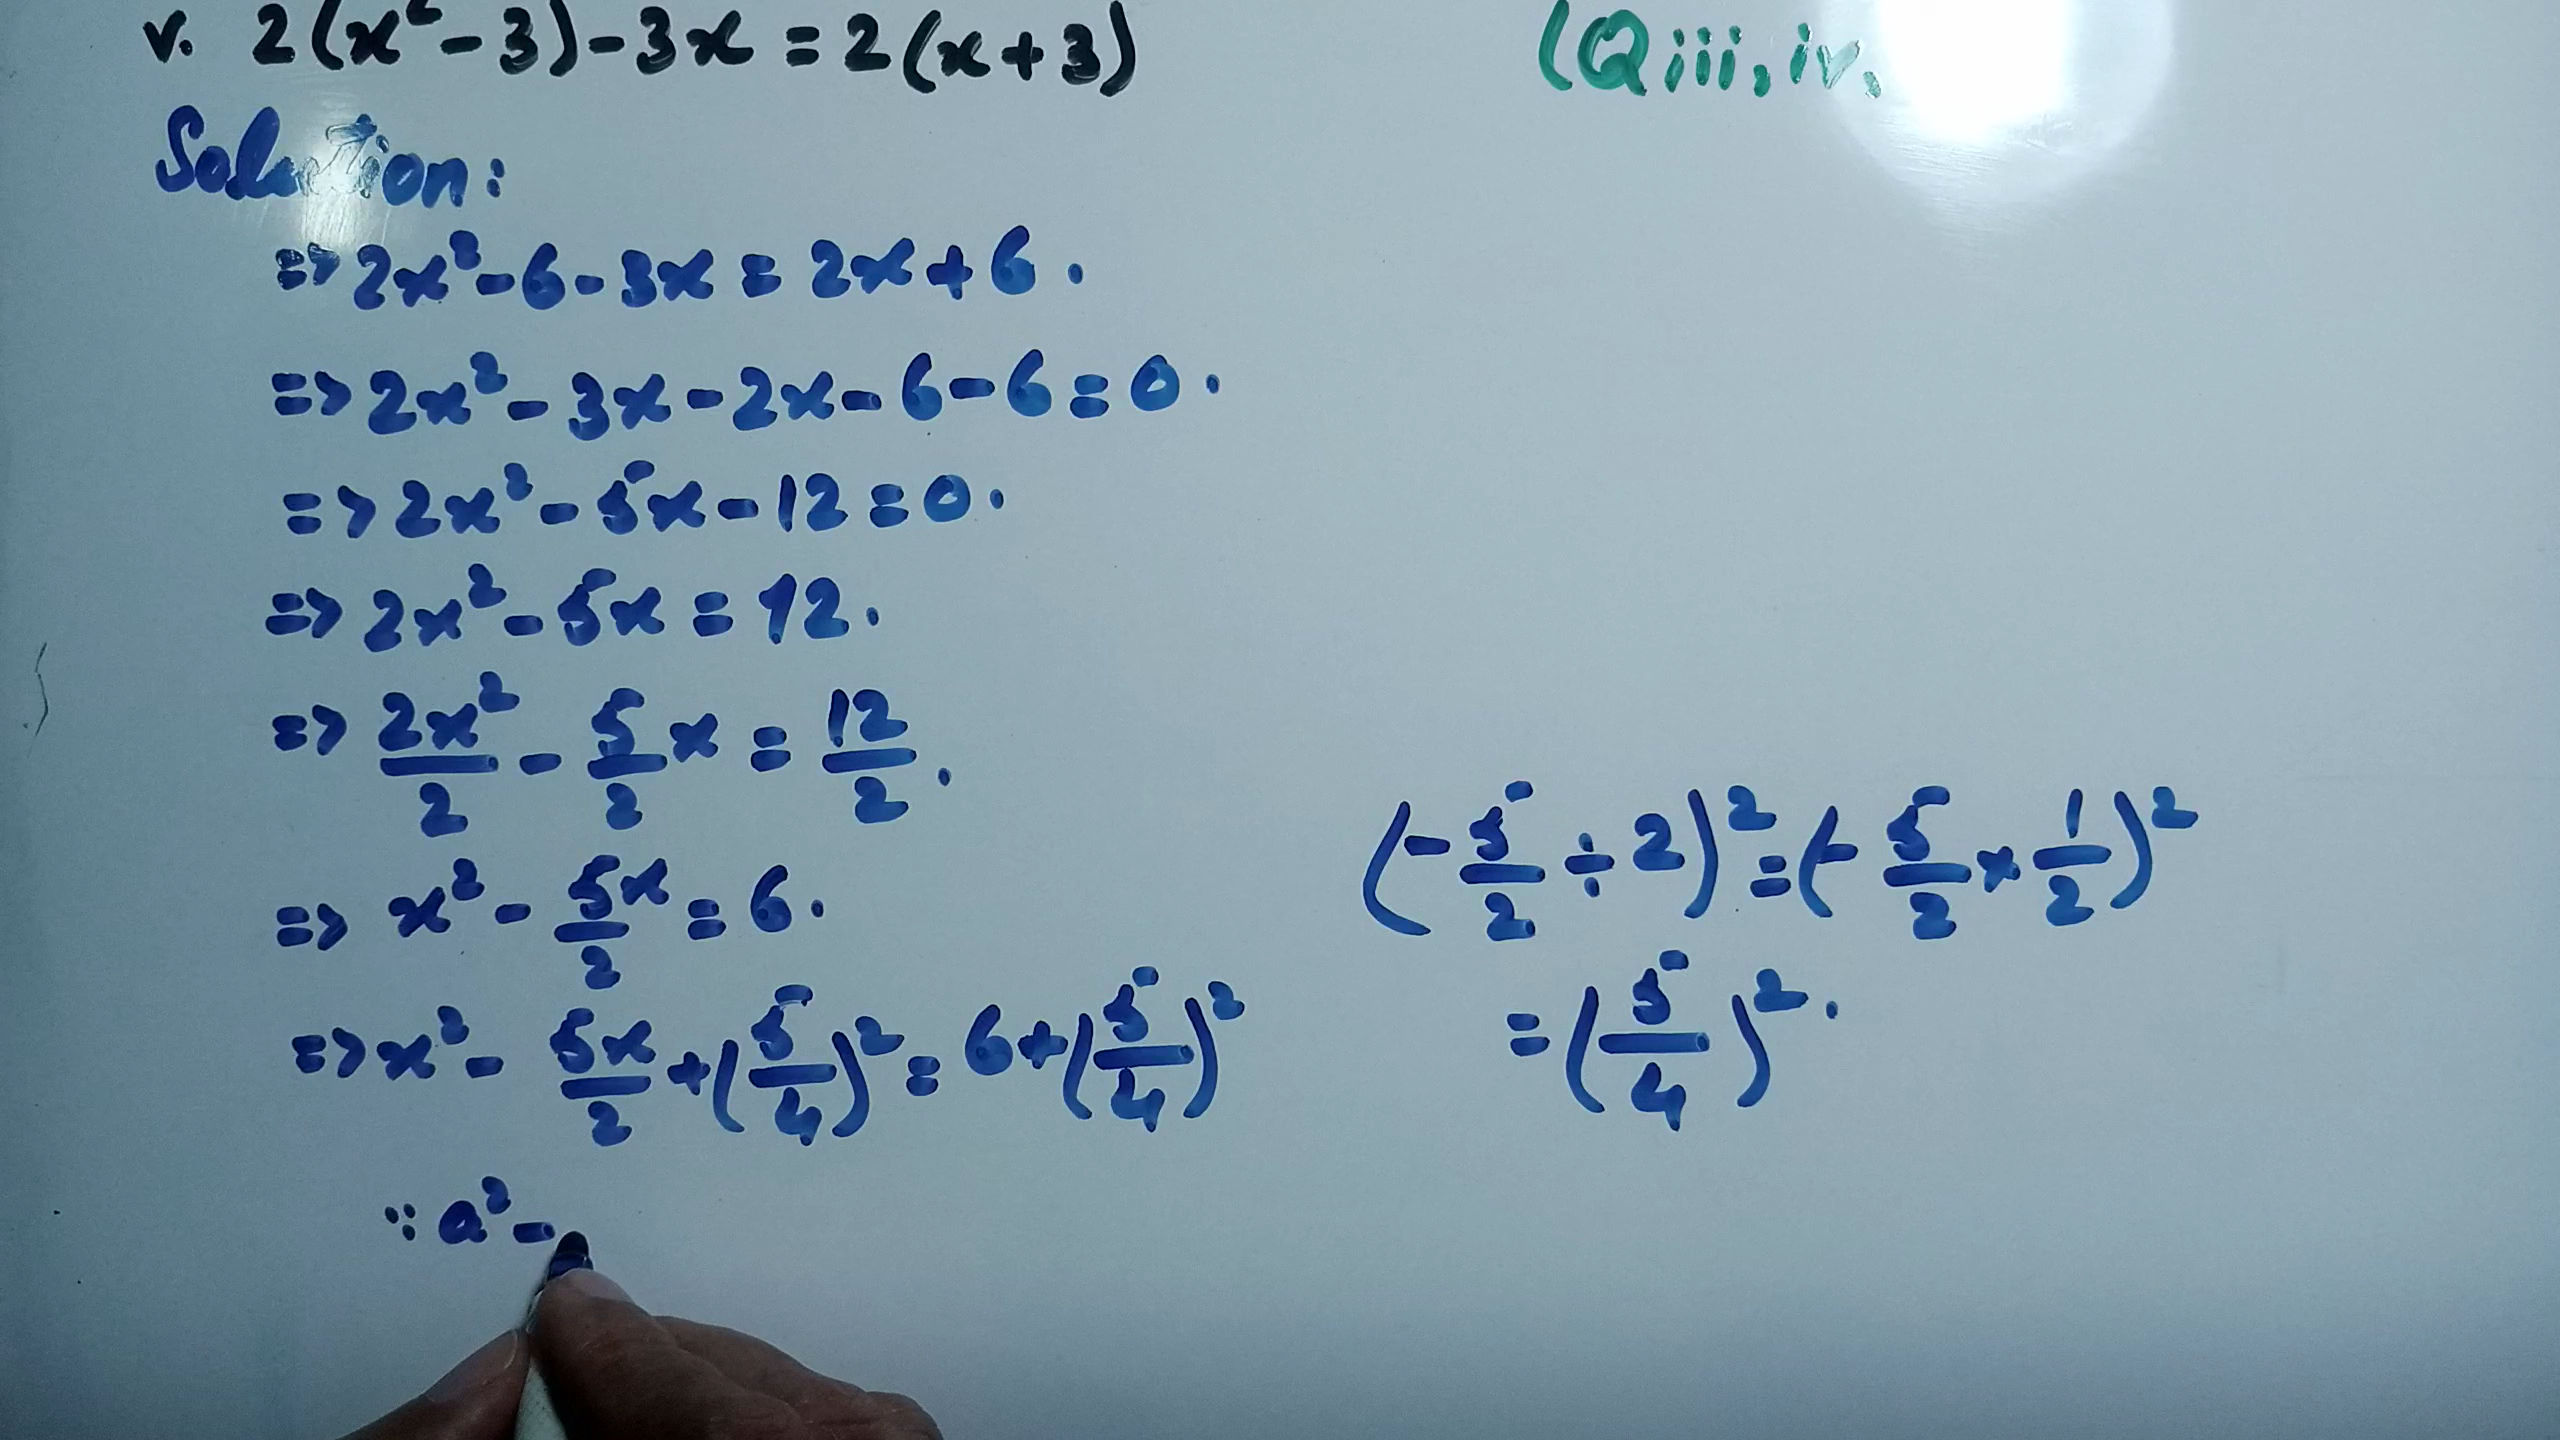 v. 2(x² - 3) - 3x = 2(x + 3)
(Q iii, iv,
Solution:
=> 2x² - 6 - 3x = 2x + 6.
=> 2x² - 3x - 2x - 6 - 6 = 0.
=> 2x² - 5x - 12 = 0.
=> 2x² - 5x = 12.
=> 2x²/2 - 5/2 x = 12/2.
=> x² - 5x/2 = 6.
=> x² - 5x/2 + (5/4)² = 6 + (5/4)²
∵ a² -
(- 5/2 ÷ 2)² = (- 5/2 × 1/2)²
= (5/4)².